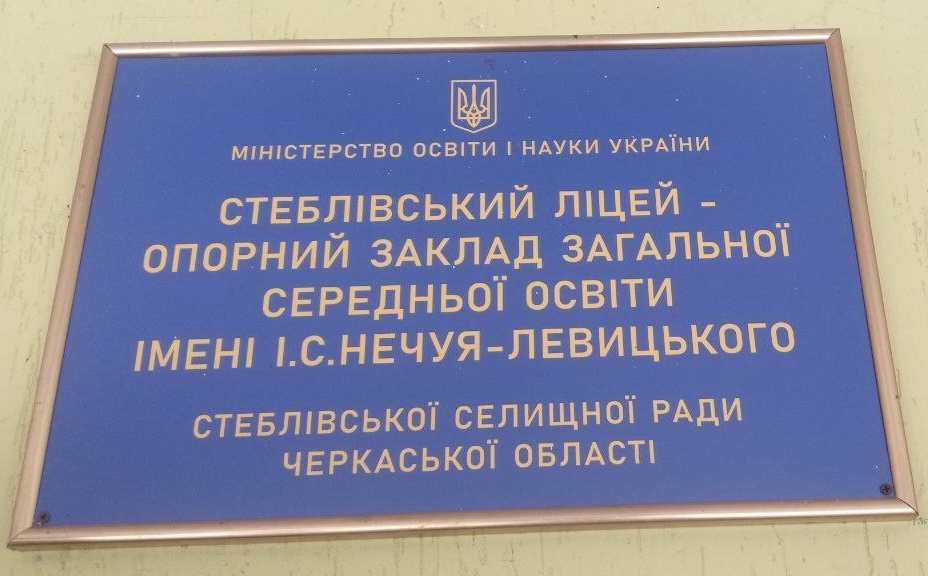 МІНІСТЕРСТВО ОСВІТИ І НАУКИ УКРАЇНИ
СТЕБЛІВСЬКИЙ ЛІЦЕЙ -
ОПОРНИЙ ЗАКЛАД ЗАГАЛЬНОЇ
СЕРЕДНЬОЇ ОСВІТИ
ІМЕНІ І.С.НЕЧУЯ-ЛЕВИЦЬКОГО
СТЕБЛІВСЬКОЇ СЕЛИЩНОЇ РАДИ
ЧЕРКАСЬКОЇ ОБЛАСТІ